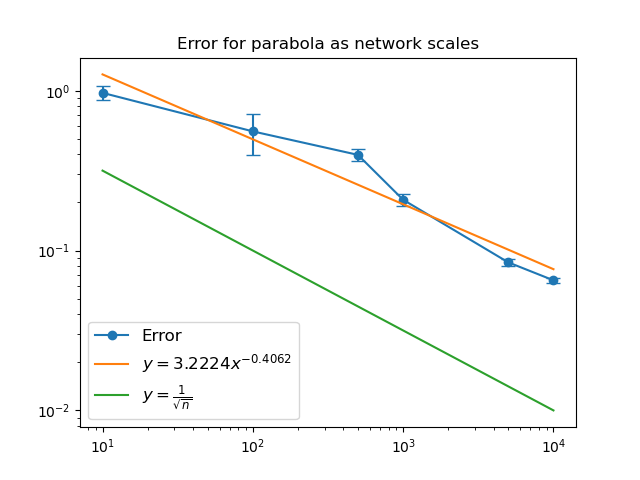 Error for parabola as network scales
10⁰
10⁻¹
10⁻²
Error
y = 3.2224x⁻⁰·⁴⁰⁶²
y = 1/√n
10¹ 10² 10³ 10⁴